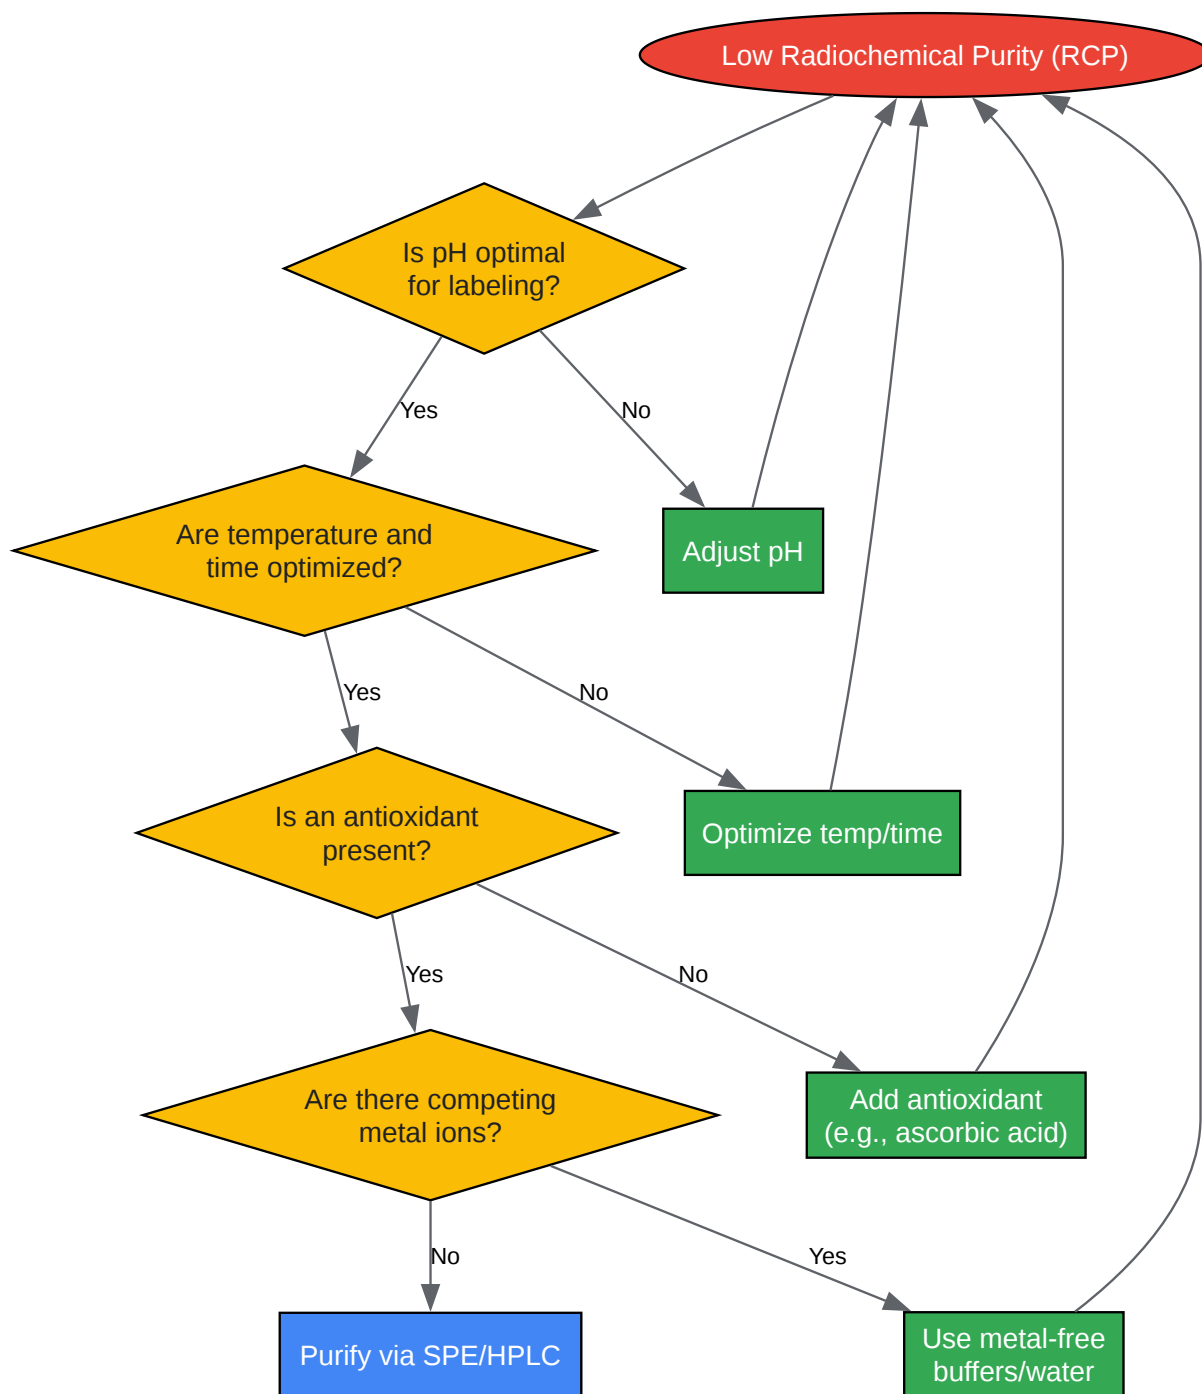 Low Radiochemical Purity (RCP)
Is pH optimal
for labeling?
Yes
No
Are temperature and
time optimized?
Adjust pH
Yes
No
Is an antioxidant
present?
Optimize temp/time
Yes
No
Are there competing
metal ions?
Add antioxidant
(e.g., ascorbic acid)
No
Yes
Purify via SPE/HPLC
Use metal-free
buffers/water